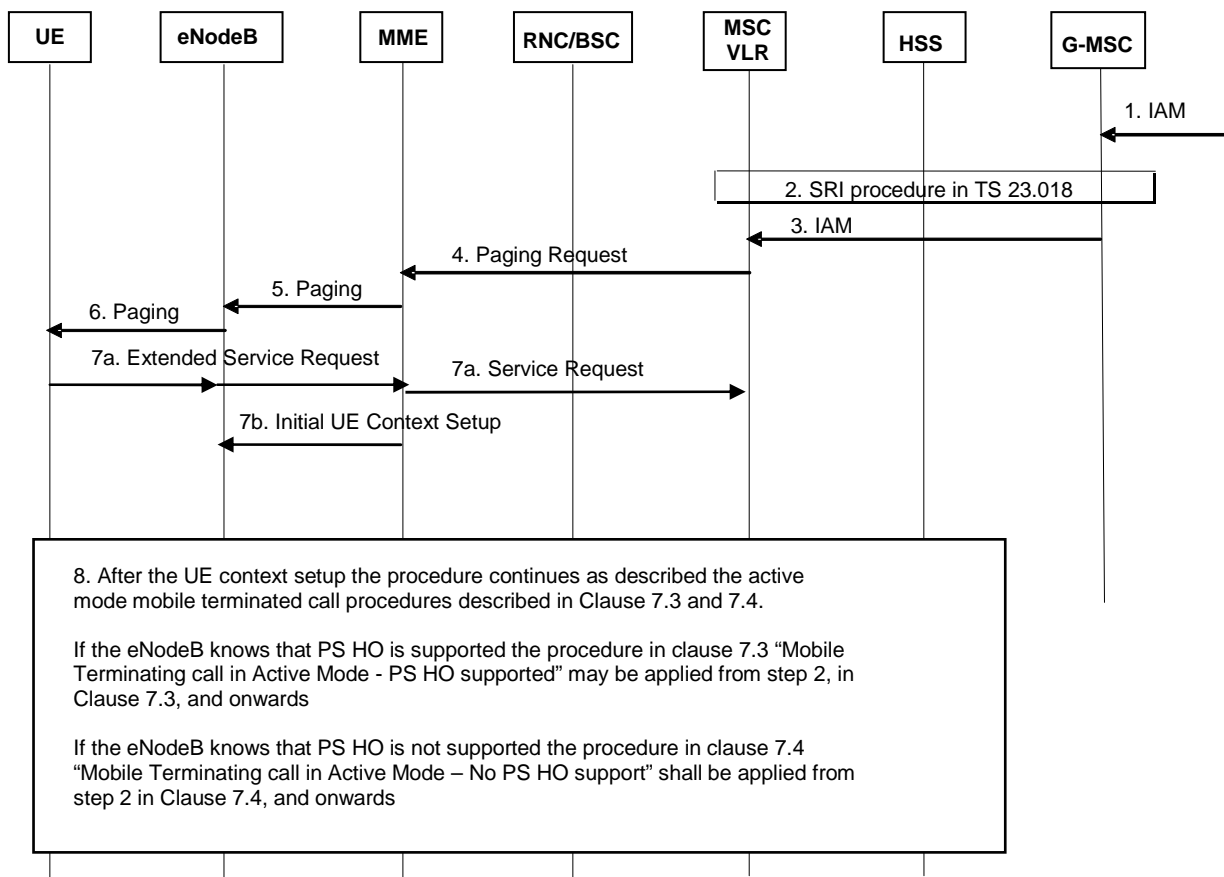 UE
eNodeB
MME
RNC/BSC
MSC
VLR
HSS
G-MSC
1. IAM
2. SRI procedure in TS 23.018
3. IAM
4. Paging Request
5. Paging
6. Paging
7a. Extended Service Request
7a. Service Request
7b. Initial UE Context Setup
8. After the UE context setup the procedure continues as described the active
mode mobile terminated call procedures described in Clause 7.3 and 7.4.
If the eNodeB knows that PS HO is supported the procedure in clause 7.3 “Mobile
Terminating call in Active Mode - PS HO supported” may be applied from step 2, in
Clause 7.3, and onwards
If the eNodeB knows that PS HO is not supported the procedure in clause 7.4
“Mobile Terminating call in Active Mode – No PS HO support” shall be applied from
step 2 in Clause 7.4, and onwards